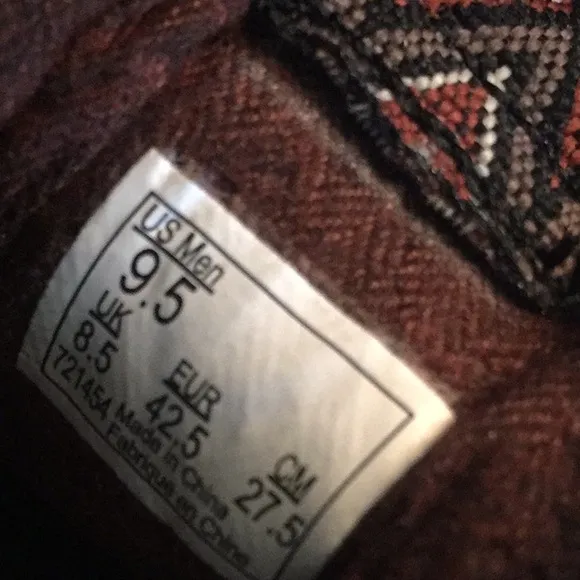 US Men
9.5
UK EUR CM
8.5 42.5 27.5
72145A Made in China
Fabriqué en Chine